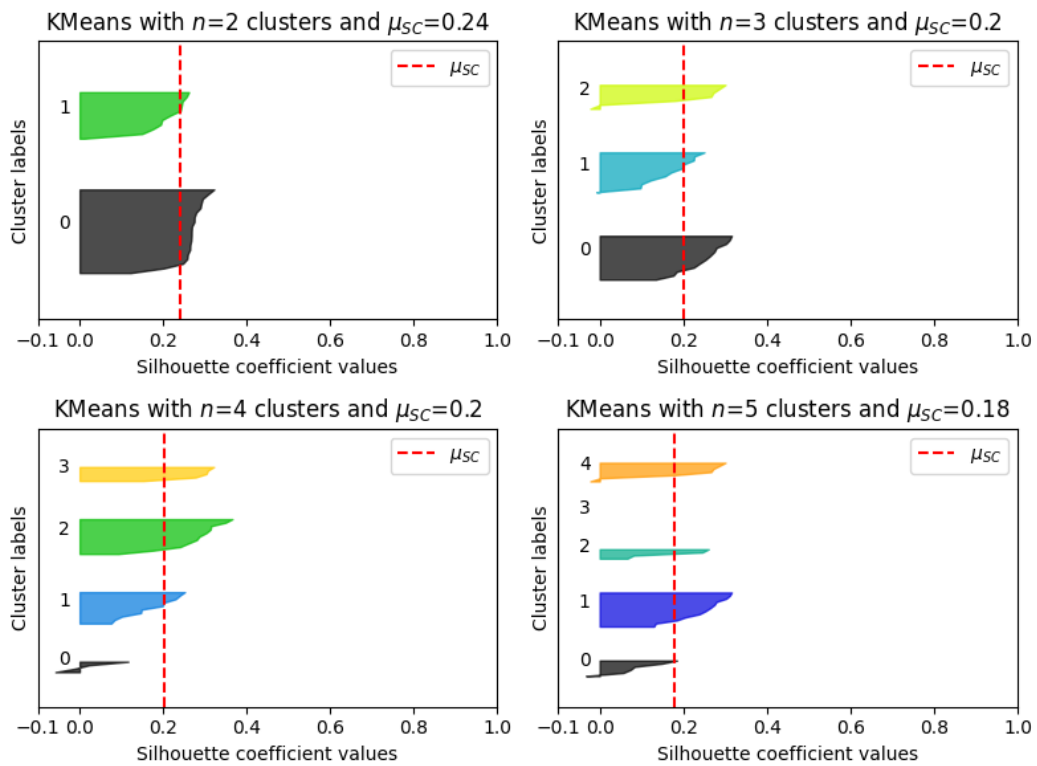 KMeans with n=2 clusters and μSC=0.24
μSC
1
0
Cluster labels
−0.1 0.0 0.2 0.4 0.6 0.8 1.0
Silhouette coefficient values
KMeans with n=3 clusters and μSC=0.2
μSC
2
1
0
Cluster labels
−0.1 0.0 0.2 0.4 0.6 0.8 1.0
Silhouette coefficient values
KMeans with n=4 clusters and μSC=0.2
μSC
3
2
1
0
Cluster labels
−0.1 0.0 0.2 0.4 0.6 0.8 1.0
Silhouette coefficient values
KMeans with n=5 clusters and μSC=0.18
μSC
4
3
2
1
0
Cluster labels
−0.1 0.0 0.2 0.4 0.6 0.8 1.0
Silhouette coefficient values